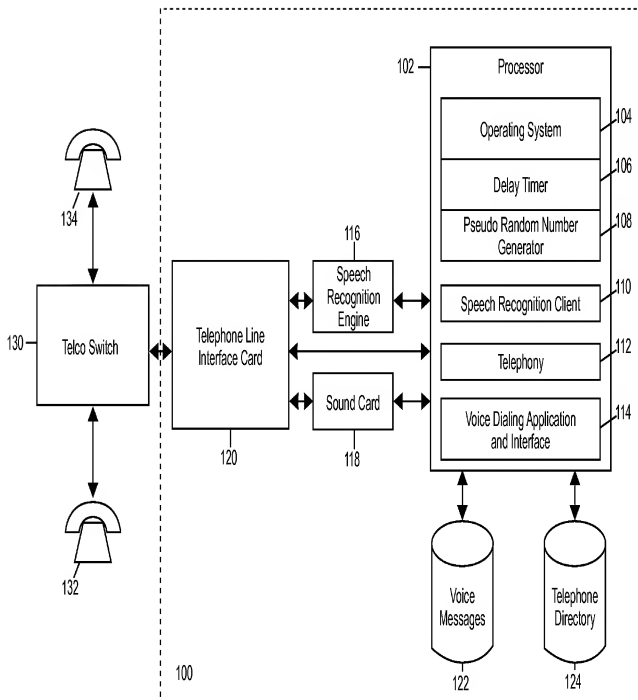 102
Processor
Operating System
104
Delay Timer
106
Pseudo Random Number
Generator
108
134
116
Speech
Recognition
Engine
Speech Recognition Client
110
130
Telco Switch
Telephone Line
Interface Card
120
Telephony
112
Sound Card
118
Voice Dialing Application
and Interface
114
132
Voice
Messages
122
Telephone
Directory
124
100